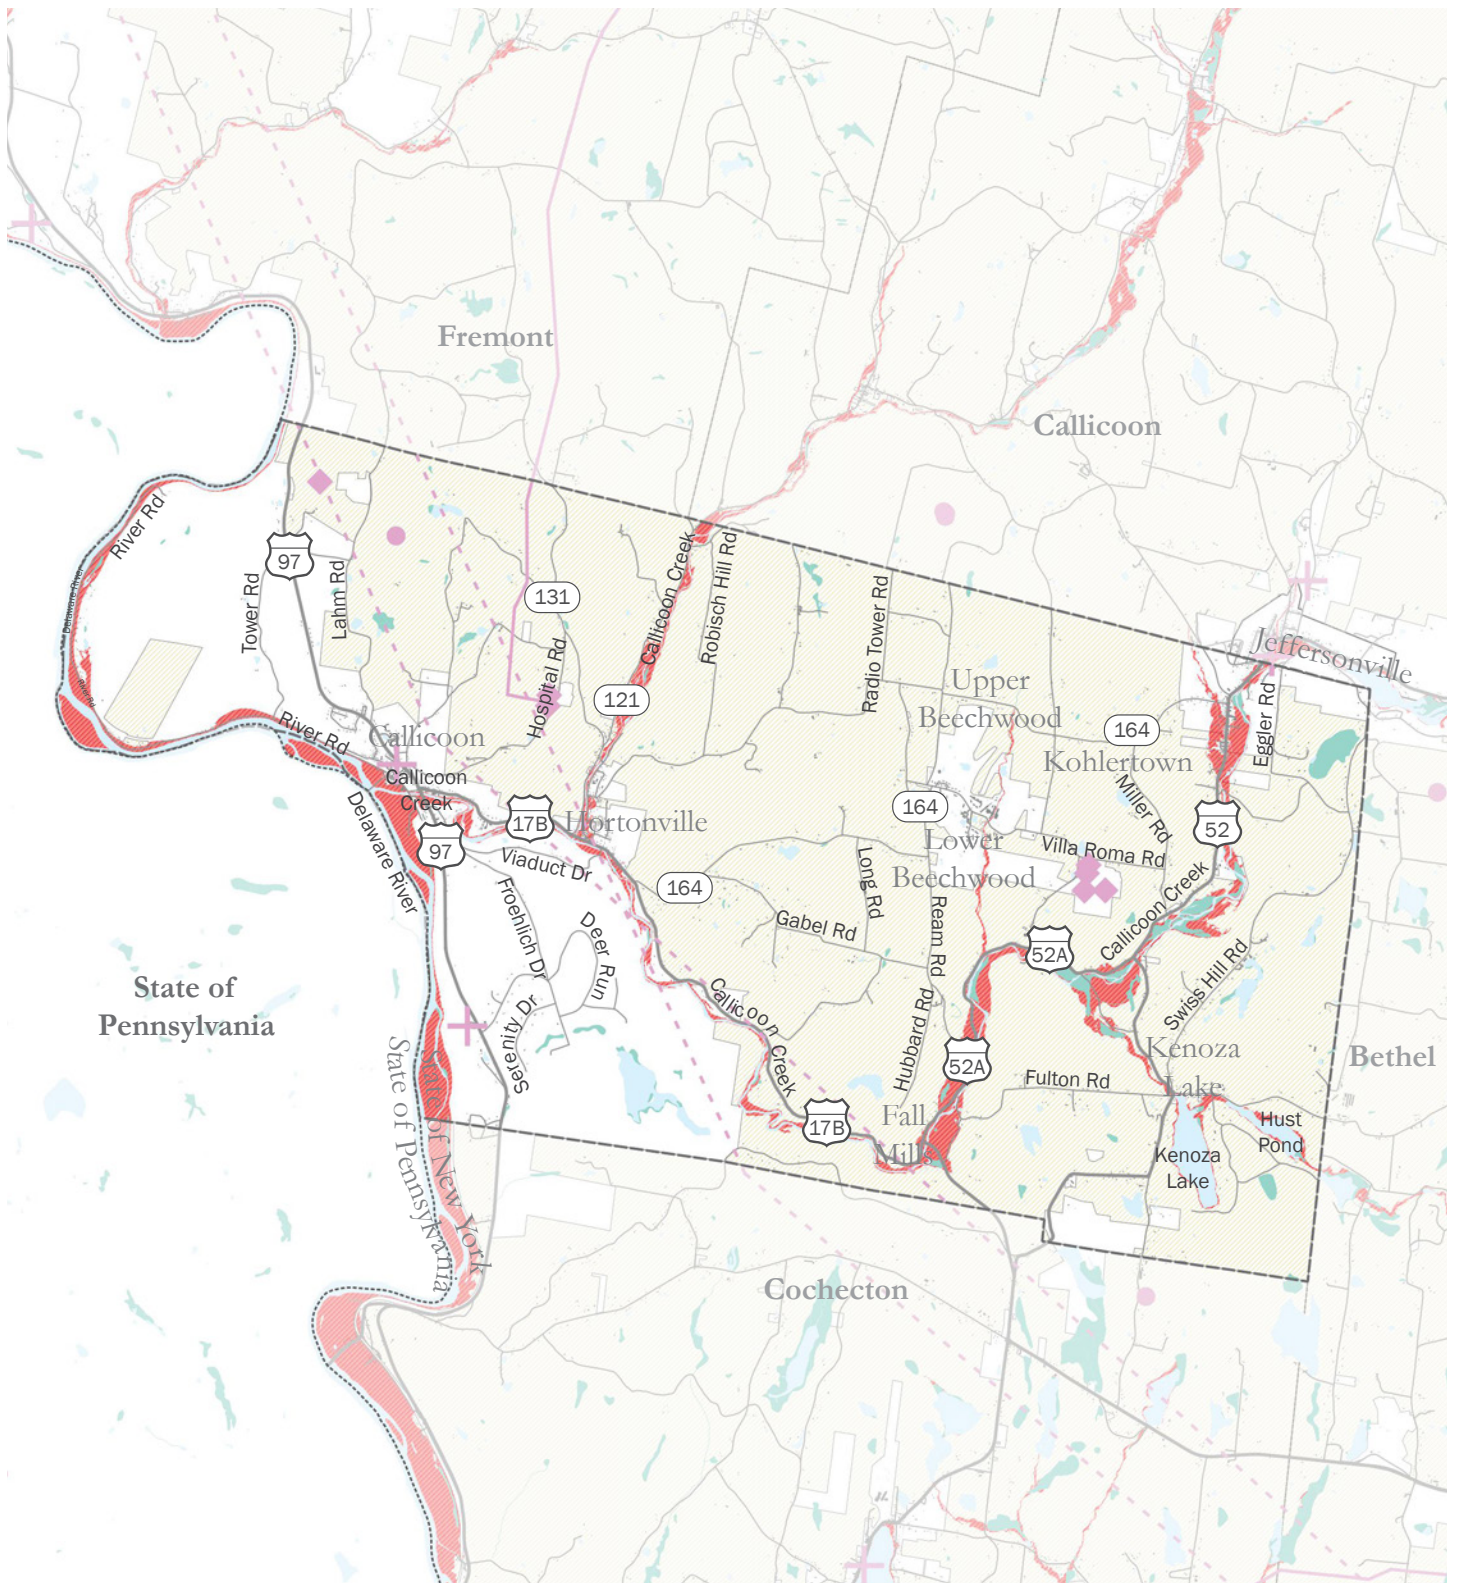 Fremont
Callicoon
River Rd
97
Tower Rd
Lahm Rd
131
Hospital Rd
Callicoon Creek
Robisch Hill Rd
121
Radio Tower Rd
Upper
Beechwood
164
Kohlertown
Jeffersonville
Eggler Rd
Delaware River
River Rd
River Rd
Callicoon
Callicoon
Creek
17B
Hortonville
97
Viaduct Dr
Delaware River
164
Lower
Beechwood
Miller Rd
Villa Roma Rd
52
164
Long Rd
Gabel Rd
Ream Rd
Callicoon Creek
52A
Froehlich Dr
Deer Run
Serenity Dr
Swiss Hill Rd
State of
Pennsylvania
State of Pennsylvania
State of New York
Callicoon
Creek
Hubbard Rd
52A
Fulton Rd
Kenoza
Lake
Bethel
17B
Fall
Mills
Hust
Pond
Kenoza
Lake
Cochecton